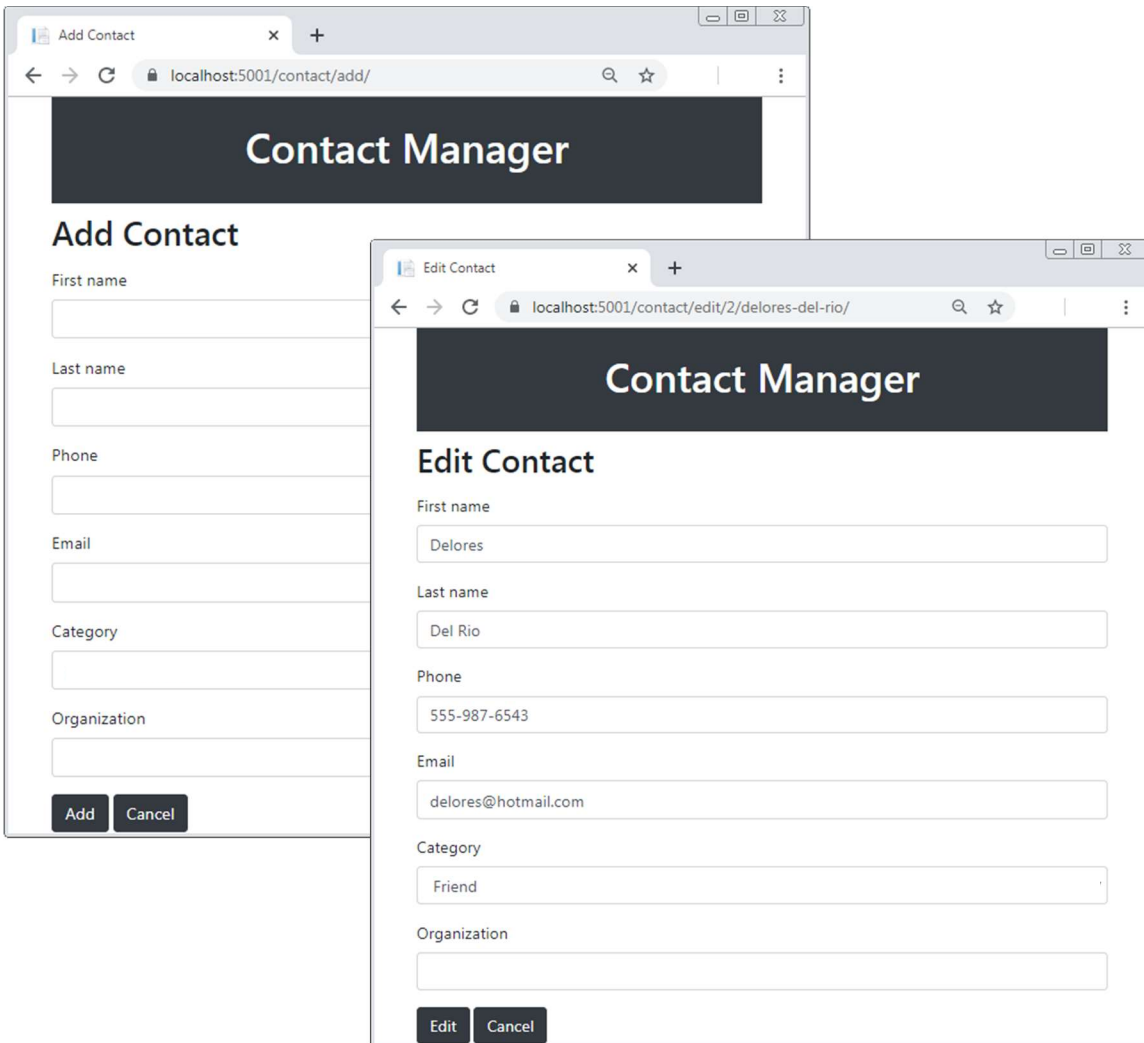 Add Contact
localhost:5001/contact/add/
Contact Manager
Add Contact
First name
Last name
Phone
Email
Category
Organization
Add Cancel
Edit Contact
localhost:5001/contact/edit/2/delores-del-rio/
Contact Manager
Edit Contact
First name
Delores
Last name
Del Rio
Phone
555-987-6543
Email
delores@hotmail.com
Category
Friend
Organization
Edit Cancel